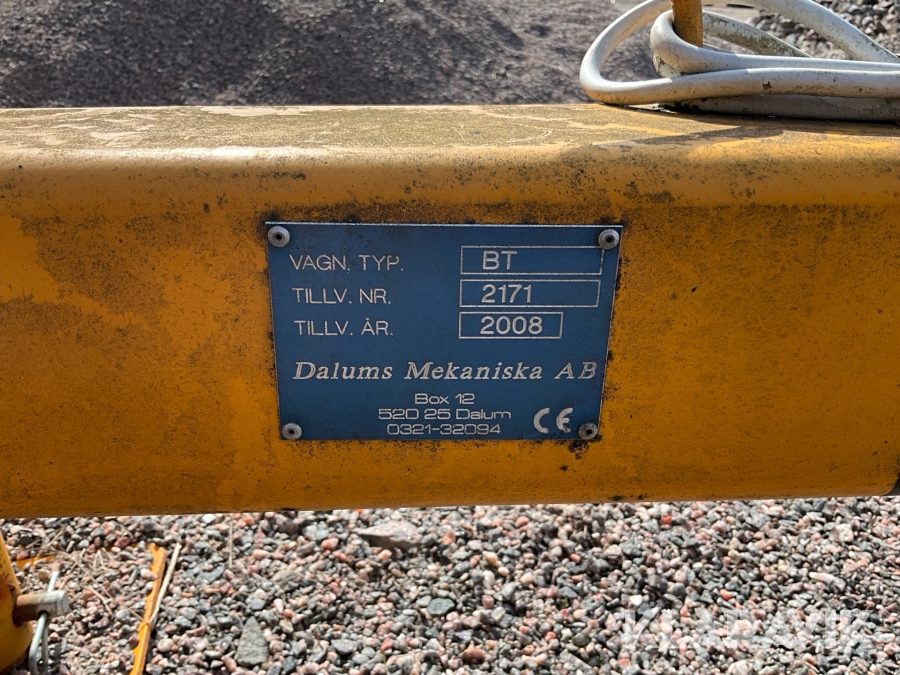 VAGN. TYP. BT
TILLV. NR. 2171
TILLV. ÅR. 2008
Dalums Mekaniska AB
Box 12
520 25 Dalum
0321-32094
CE
KLARAVIK